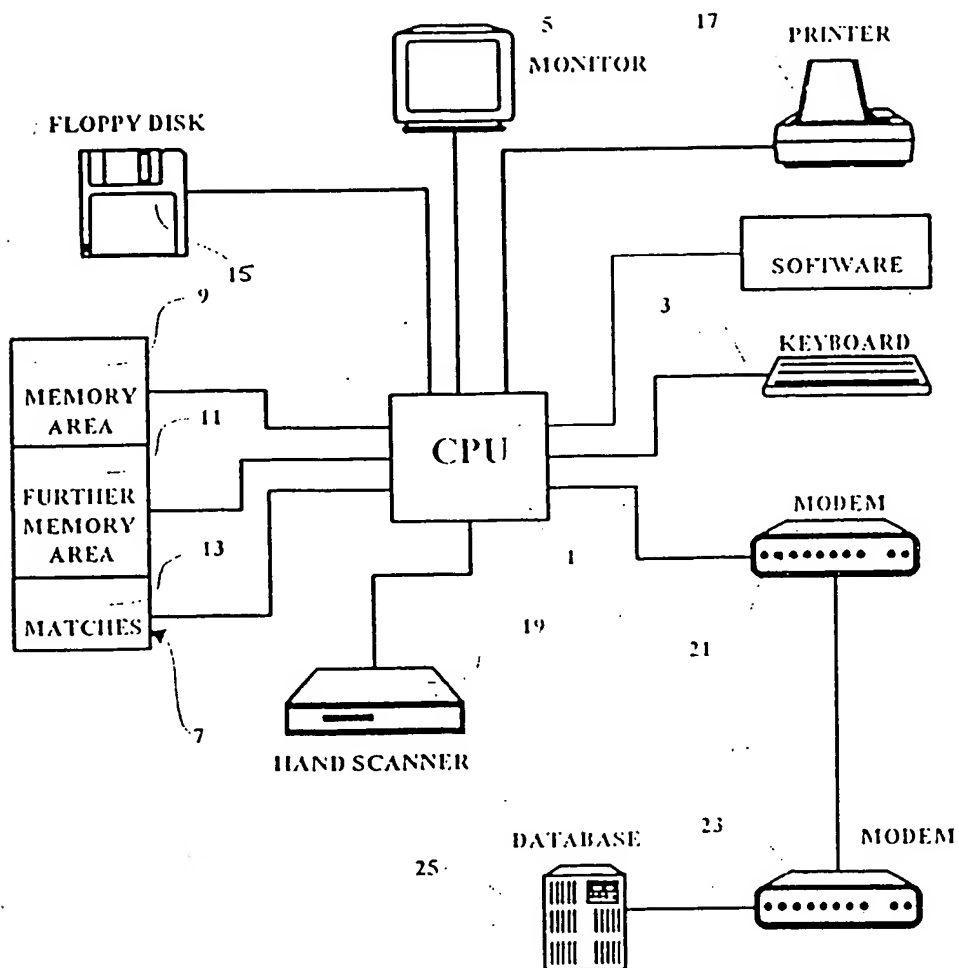 5
17
PRINTER
MONITOR
FLOPPY DISK
SOFTWARE
15
9
3
KEYBOARD
MEMORY
AREA
11
CPU
FURTHER
MEMORY
AREA
MODEM
13
1
MATCHES
19
21
7
HAND SCANNER
DATABASE
23
MODEM
25